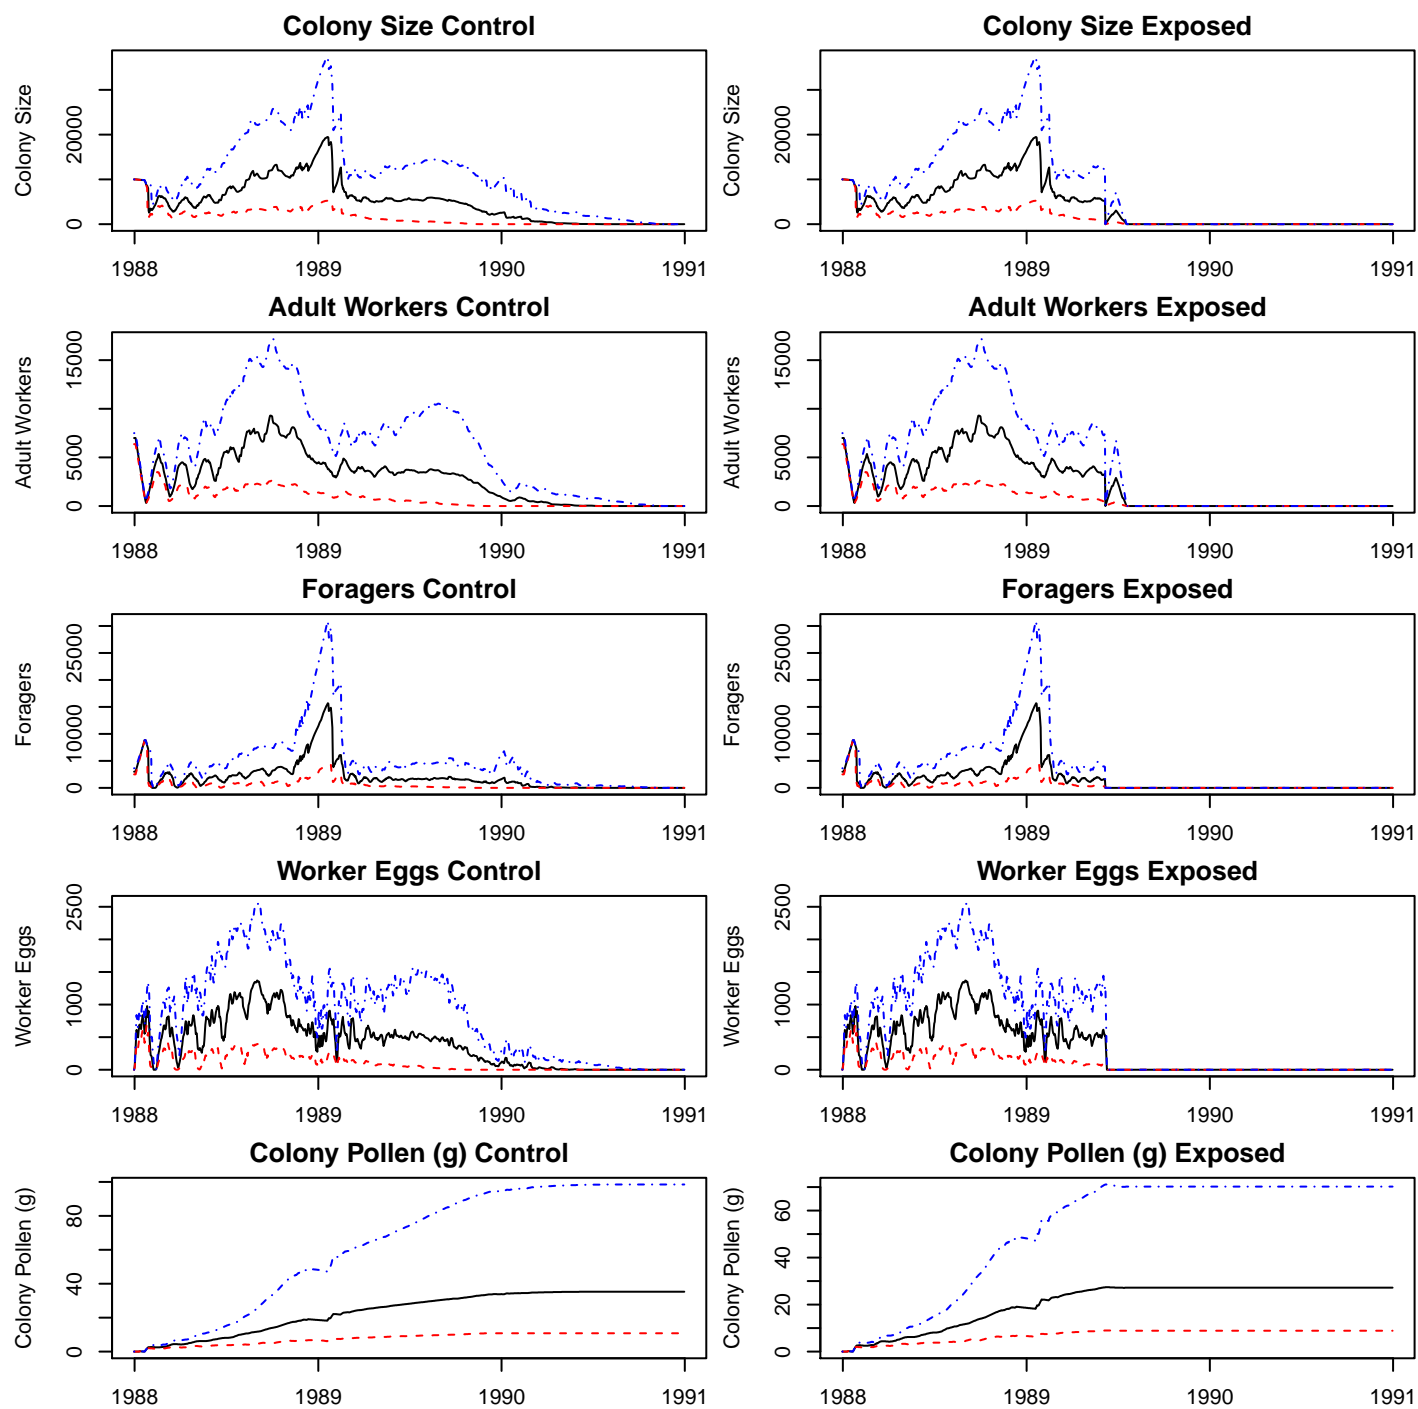 Colony Size Control
Colony Size
0
20000
1988 1989 1990 1991
Colony Size Exposed
Colony Size
0
20000
1988 1989 1990 1991
Adult Workers Control
Adult Workers
0
5000
15000
1988 1989 1990 1991
Adult Workers Exposed
Adult Workers
0
5000
15000
1988 1989 1990 1991
Foragers Control
Foragers
0
10000
25000
1988 1989 1990 1991
Foragers Exposed
Foragers
0
10000
25000
1988 1989 1990 1991
Worker Eggs Control
Worker Eggs
0
1000
2500
1988 1989 1990 1991
Worker Eggs Exposed
Worker Eggs
0
1000
2500
1988 1989 1990 1991
Colony Pollen (g) Control
Colony Pollen (g)
0
40
80
1988 1989 1990 1991
Colony Pollen (g) Exposed
Colony Pollen (g)
0
20
40
60
1988 1989 1990 1991